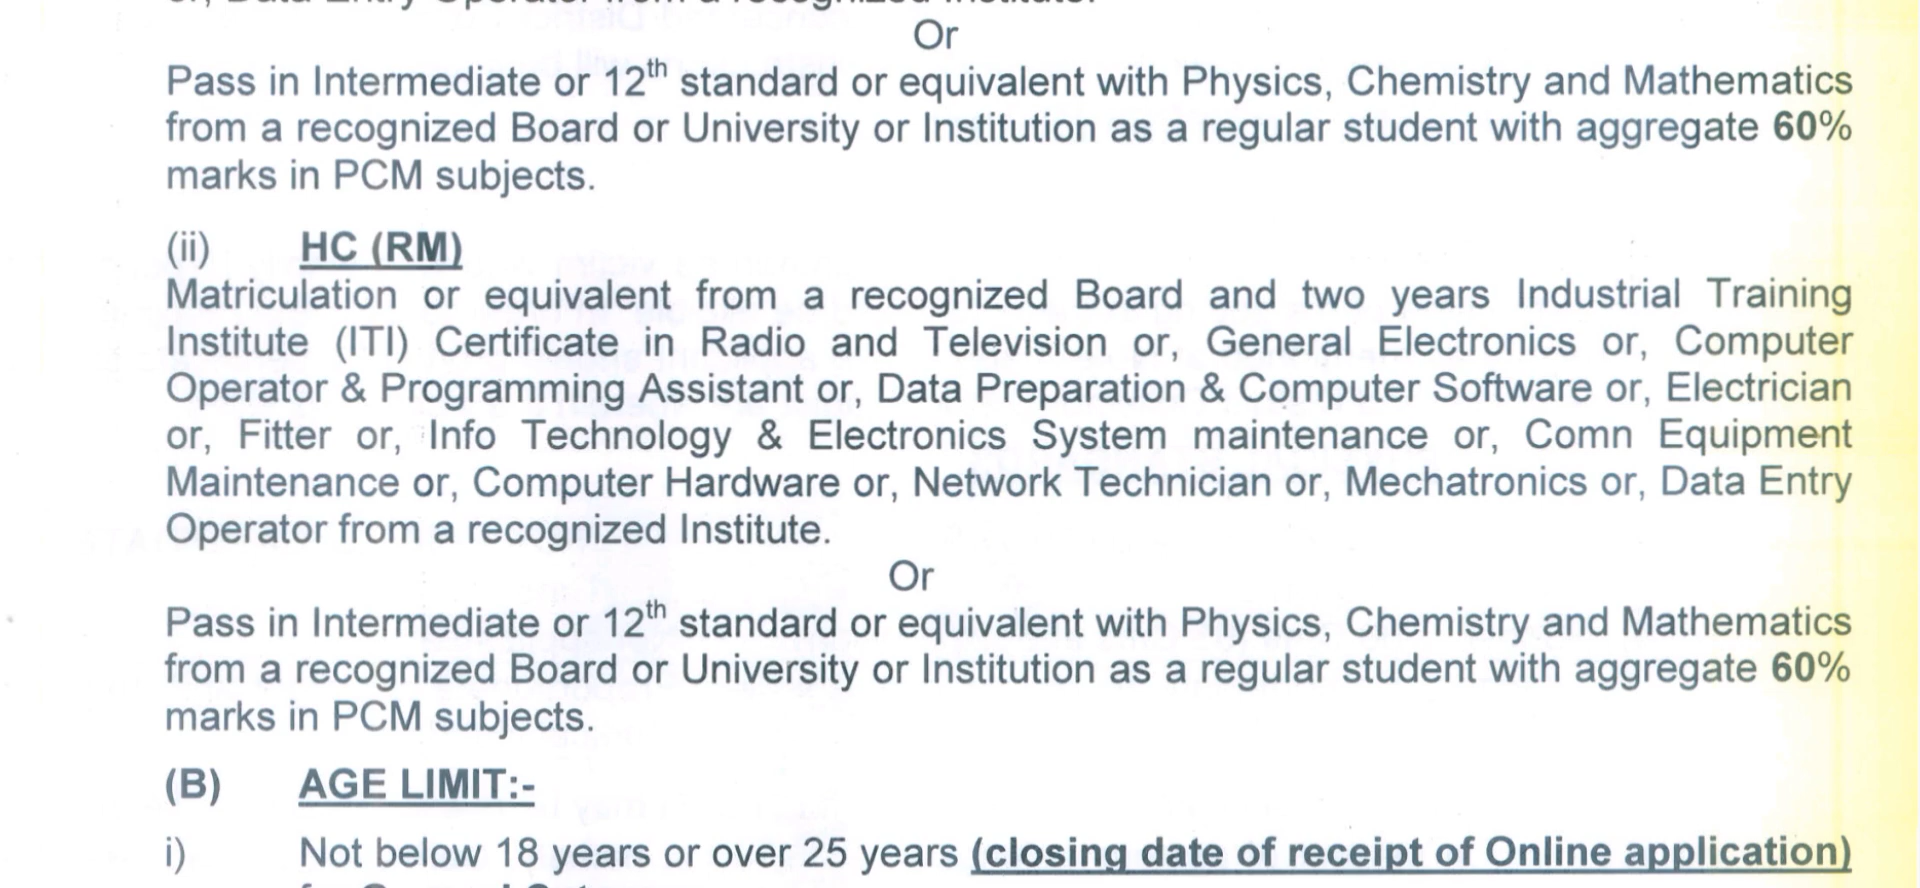 or, Data Entry Operator from a recognized Institute.
Or
Pass in Intermediate or 12th standard or equivalent with Physics, Chemistry and Mathematics
from a recognized Board or University or Institution as a regular student with aggregate 60%
marks in PCM subjects.
(ii) HC (RM)
Matriculation or equivalent from a recognized Board and two years Industrial Training
Institute (ITI) Certificate in Radio and Television or, General Electronics or, Computer
Operator & Programming Assistant or, Data Preparation & Computer Software or, Electrician
or, Fitter or, Info Technology & Electronics System maintenance or, Comn Equipment
Maintenance or, Computer Hardware or, Network Technician or, Mechatronics or, Data Entry
Operator from a recognized Institute.
Or
Pass in Intermediate or 12th standard or equivalent with Physics, Chemistry and Mathematics
from a recognized Board or University or Institution as a regular student with aggregate 60%
marks in PCM subjects.
(B) AGE LIMIT:-
i) Not below 18 years or over 25 years (closing date of receipt of Online application)